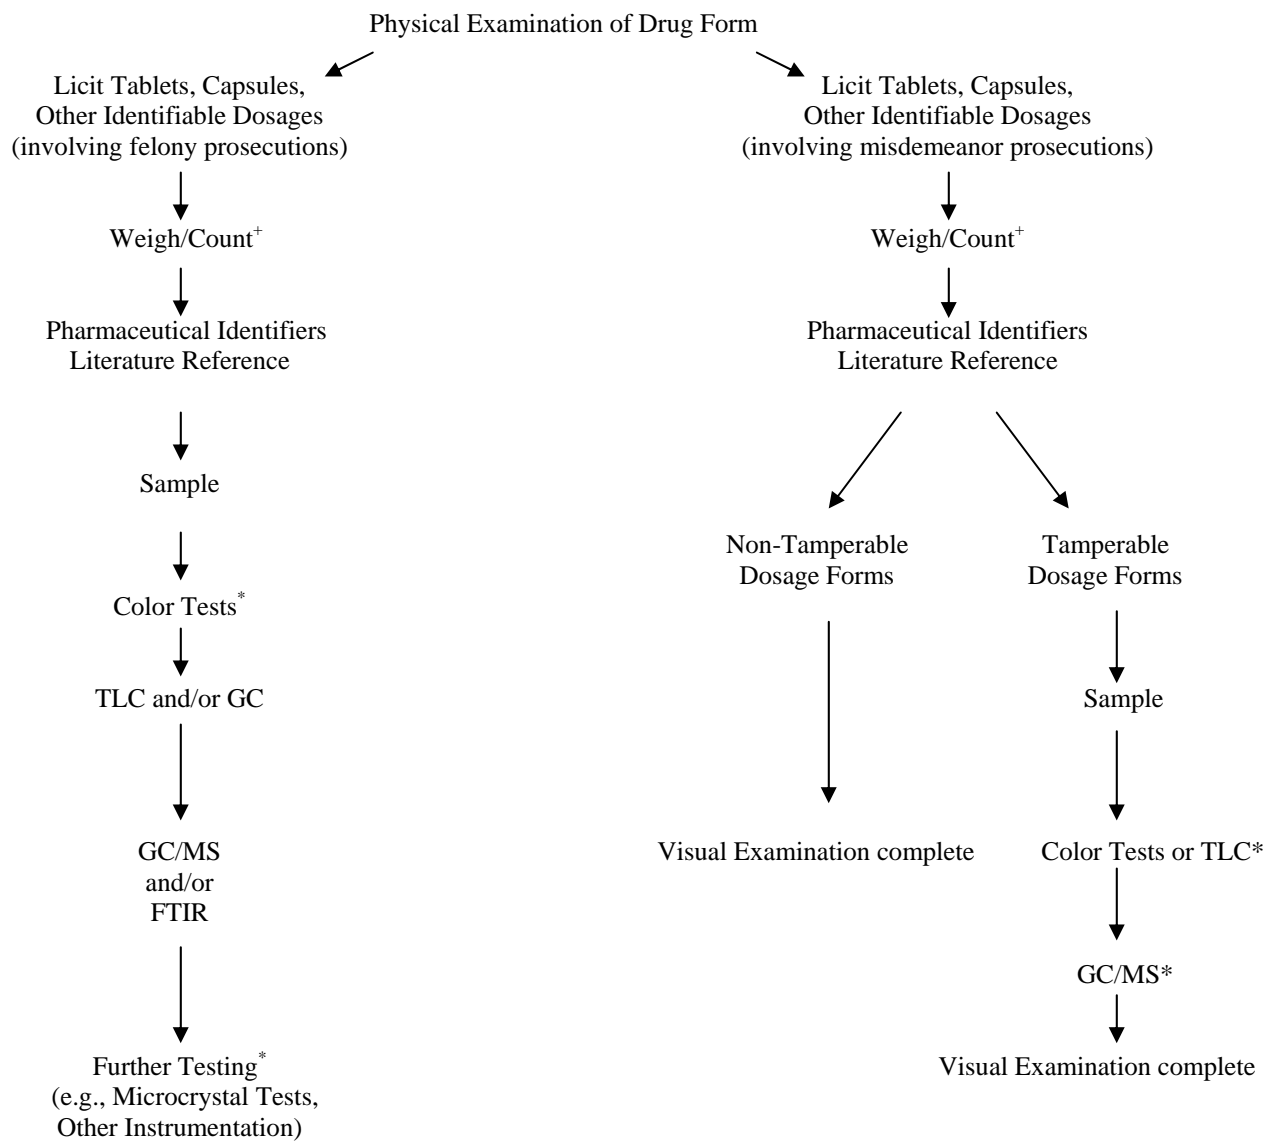 Physical Examination of Drug Form
Licit Tablets, Capsules,
Other Identifiable Dosages
(involving felony prosecutions)
Weigh/Count+
Pharmaceutical Identifiers
Literature Reference
Sample
Color Tests*
TLC and/or GC
GC/MS
and/or
FTIR
Further Testing*
(e.g., Microcrystal Tests,
Other Instrumentation)
Licit Tablets, Capsules,
Other Identifiable Dosages
(involving misdemeanor prosecutions)
Weigh/Count+
Pharmaceutical Identifiers
Literature Reference
Non-Tamperable
Dosage Forms
Visual Examination complete
Tamperable
Dosage Forms
Sample
Color Tests or TLC*
GC/MS*
Visual Examination complete